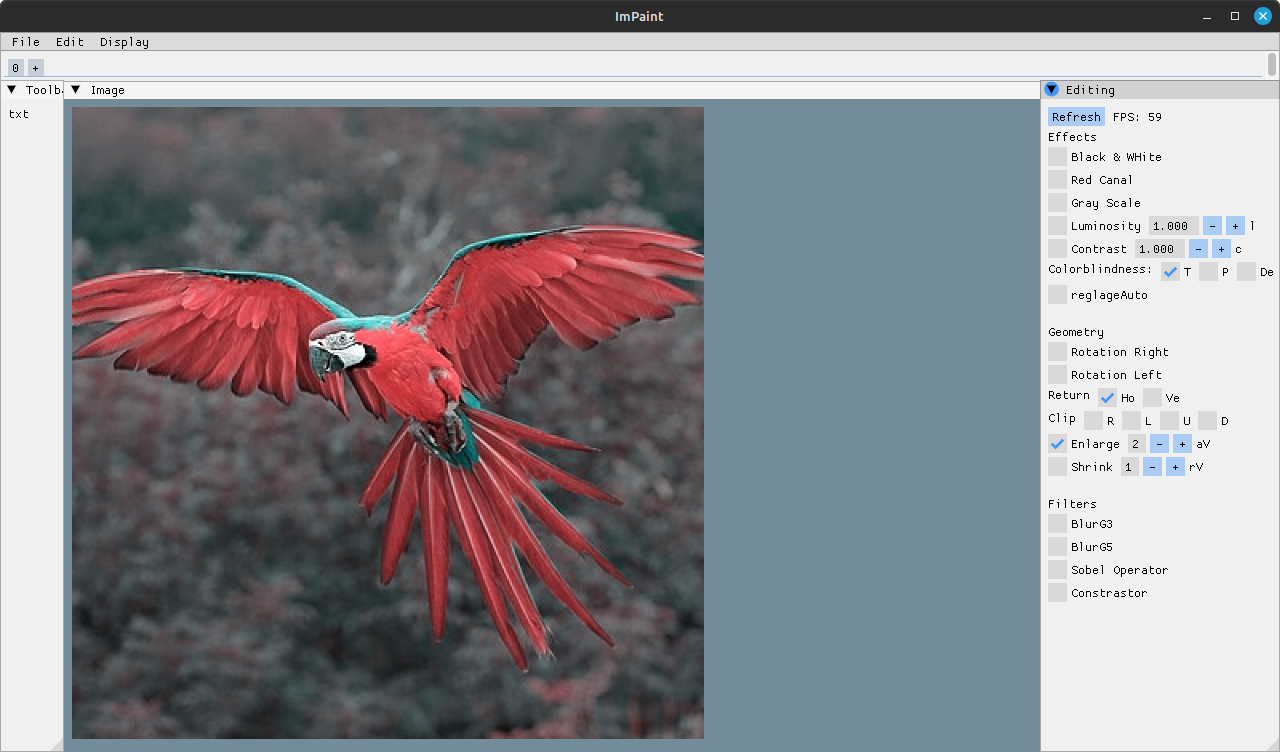 ImPaint
File Edit Display
0 +
Toolb
Image
Editing
txt
Refresh FPS: 59
Effects
Black & WHite
Red Canal
Gray Scale
Luminosity 1.000 - + l
Contrast 1.000 - + c
Colorblindness: T P De
reglageAuto
Geometry
Rotation Right
Rotation Left
Return Ho Ve
Clip R L U D
Enlarge 2 - + aV
Shrink 1 - + rV
Filters
BlurG3
BlurG5
Sobel Operator
Constrastor